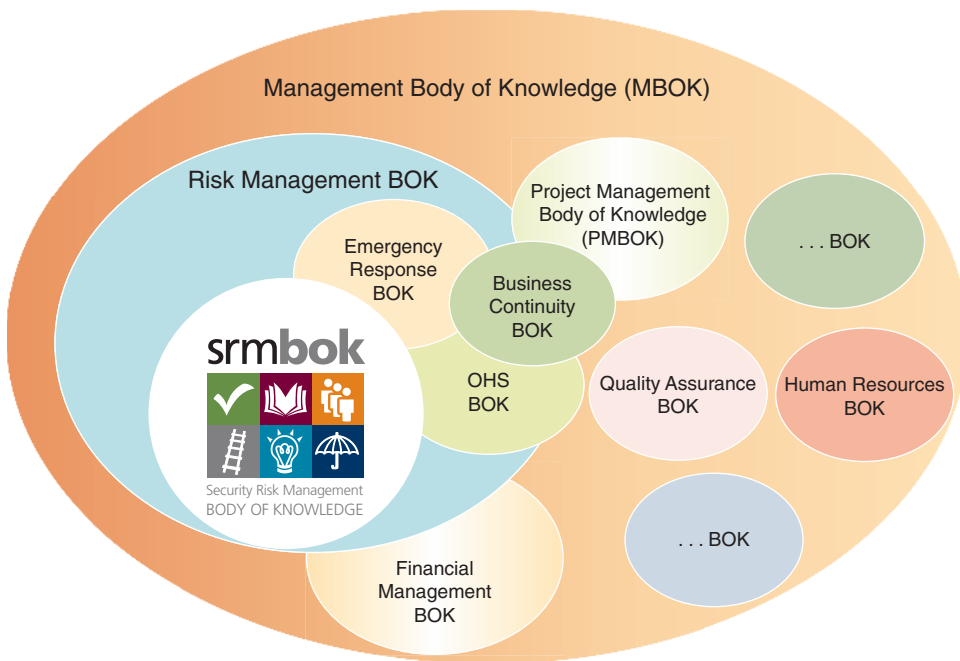 Management Body of Knowledge (MBOK)
Risk Management BOK
Project Management
Body of Knowledge
(PMBOK)
. . . BOK
Emergency
Response
BOK
Business
Continuity
BOK
srmbok
OHS
BOK
Quality Assurance
BOK
Human Resources
BOK
Security Risk Management
BODY OF KNOWLEDGE
. . . BOK
Financial
Management
BOK